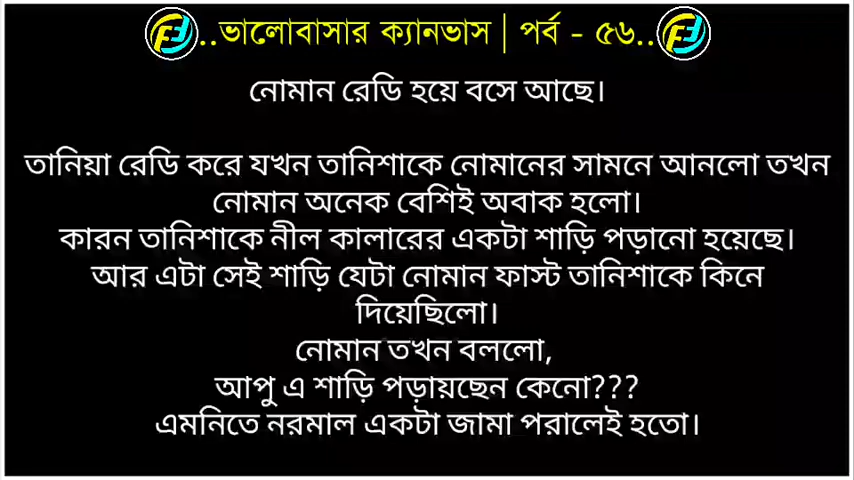 ..ভালোবাসার ক্যানভাস | পর্ব - ৫৬..
নোমান রেডি হয়ে বসে আছে।
তানিয়া রেডি করে যখন তানিশাকে নোমানের সামনে আনলো তখন
নোমান অনেক বেশিই অবাক হলো।
কারন তানিশাকে নীল কালারের একটা শাড়ি পড়ানো হয়েছে।
আর এটা সেই শাড়ি যেটা নোমান ফাস্ট তানিশাকে কিনে
দিয়েছিলো।
নোমান তখন বললো,
আপু এ শাড়ি পড়ায়ছেন কেনো???
এমনিতে নরমাল একটা জামা পরালেই হতো।